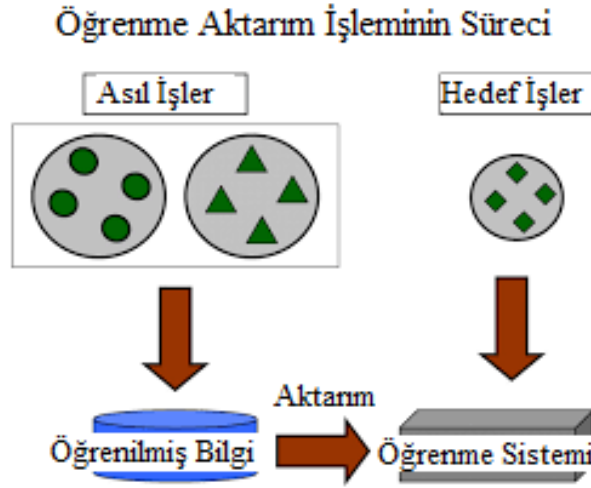 Öğrenme Aktarım İşleminin Süreci
Asıl İşler
Hedef İşler
Aktarım
Öğrenilmiş Bilgi
Öğrenme Sistemi